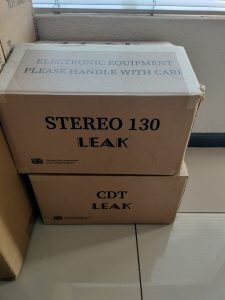 ELECTRONIC EQUIPMENT
PLEASE HANDLE WITH CARE
STEREO 130
LEAK
CDT
LEAK